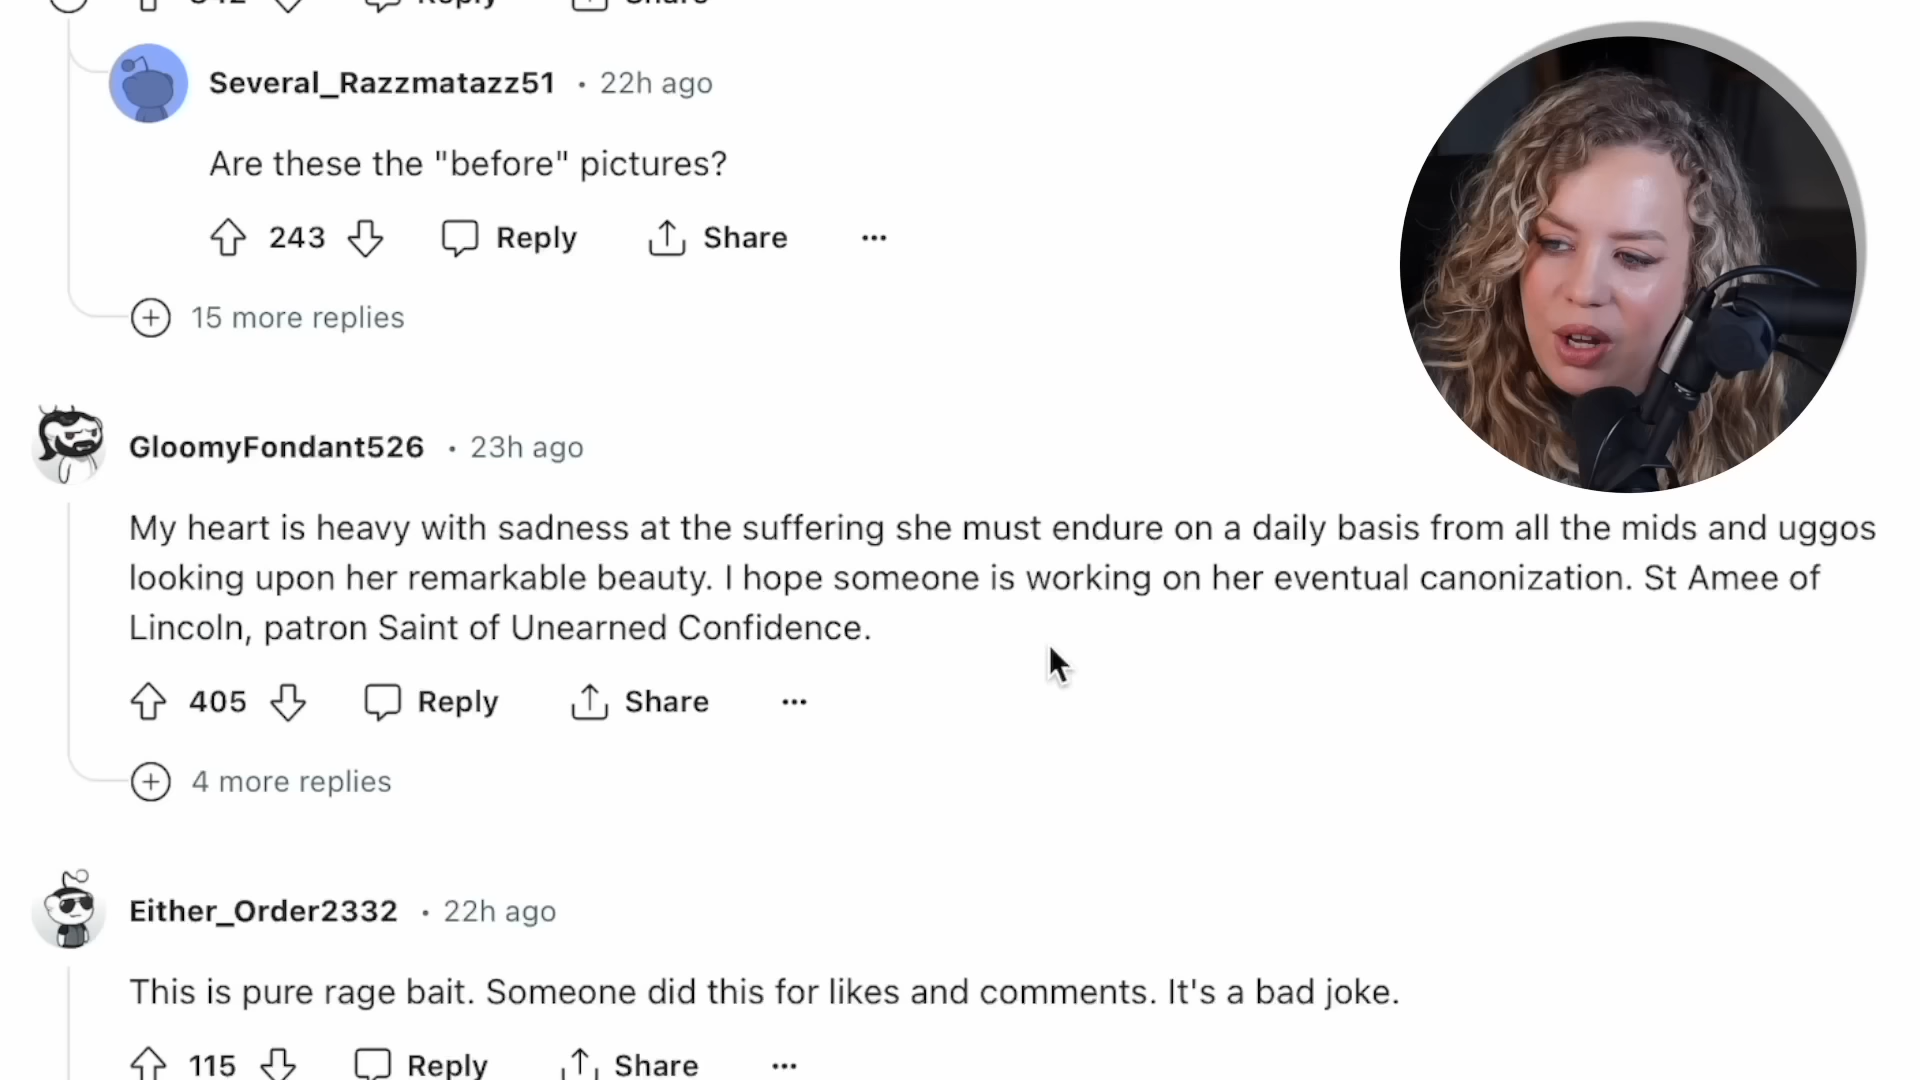 342 Reply Share
Several_Razzmatazz51 • 22h ago
Are these the "before" pictures?
243 Reply Share ...
15 more replies
GloomyFondant526 • 23h ago
My heart is heavy with sadness at the suffering she must endure on a daily basis from all the mids and uggos
looking upon her remarkable beauty. I hope someone is working on her eventual canonization. St Amee of
Lincoln, patron Saint of Unearned Confidence.
405 Reply Share ...
4 more replies
Either_Order2332 • 22h ago
This is pure rage bait. Someone did this for likes and comments. It's a bad joke.
115 Reply Share ...